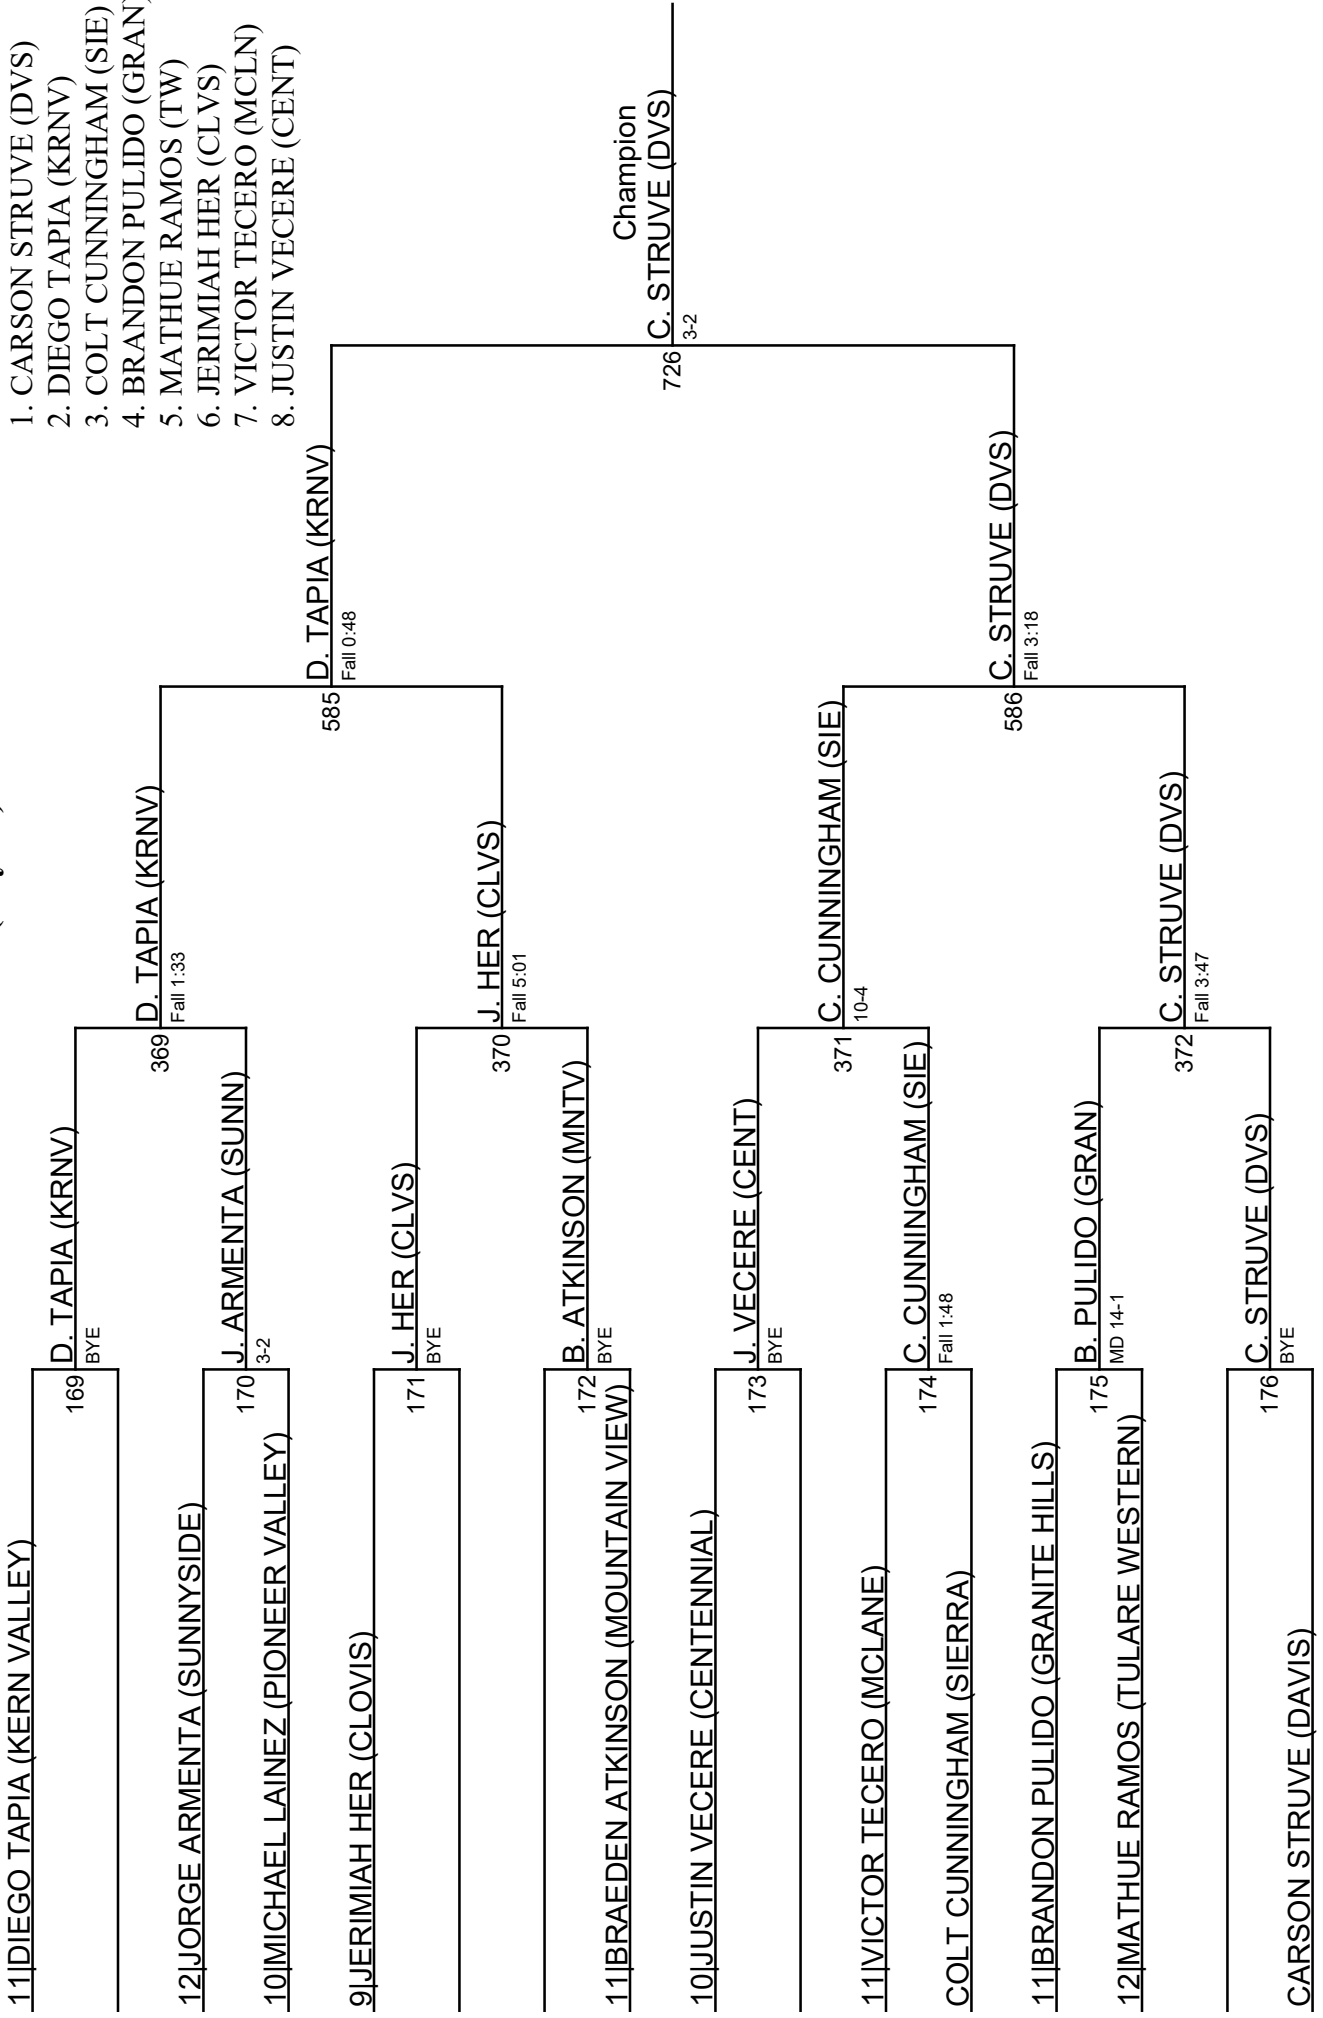 1. CARSON STRUVE (DVS)
2. DIEGO TAPIA (KRNV)
3. COLT CUNNINGHAM (SIE)
4. BRANDON PULIDO (GRAN)
5. MATHUE RAMOS (TW)
6. JERIMIAH HER (CLVS)
7. VICTOR TECERO (MCLN)
8. JUSTIN VECERE (CENT)
11|DIEGO TAPIA (KERN VALLEY)
12|JORGE ARMENTA (SUNNYSIDE)
10|MICHAEL LAINEZ (PIONEER VALLEY)
9|JERIMIAH HER (CLOVIS)
11|BRAEDEN ATKINSON (MOUNTAIN VIEW)
10|JUSTIN VECERE (CENTENNIAL)
11|VICTOR TECERO (MCLANE)
COLT CUNNINGHAM (SIERRA)
11|BRANDON PULIDO (GRANITE HILLS)
12|MATHUE RAMOS (TULARE WESTERN)
CARSON STRUVE (DAVIS)
169
D. TAPIA (KRNV)
BYE
170
J. ARMENTA (SUNN)
3-2
171
J. HER (CLVS)
BYE
172
B. ATKINSON (MNTV)
BYE
173
J. VECERE (CENT)
BYE
174
C. CUNNINGHAM (SIE)
Fall 1:48
175
B. PULIDO (GRAN)
MD 14-1
176
C. STRUVE (DVS)
BYE
369
D. TAPIA (KRNV)
Fall 1:33
370
J. HER (CLVS)
Fall 5:01
371
C. CUNNINGHAM (SIE)
10-4
372
C. STRUVE (DVS)
Fall 3:47
585
D. TAPIA (KRNV)
Fall 0:48
586
C. STRUVE (DVS)
Fall 3:18
726
Champion
C. STRUVE (DVS)
3-2